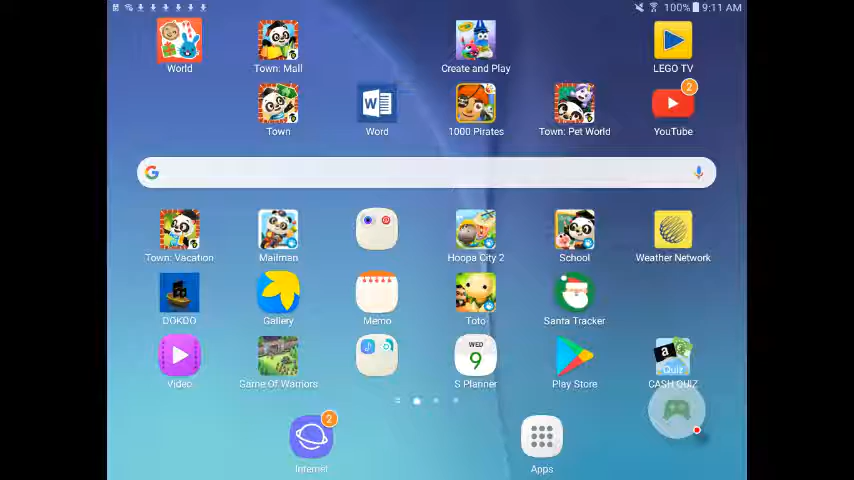 100% 9:11 AM
World
Town: Mall
Create and Play
LEGO TV
Town
W
Word
1000 Pirates
Town: Pet World
2
YouTube
G
Town: Vacation
Mailman
Hoopa City 2
School
Weather Network
DOKDO
Gallery
Memo
Toto
Santa Tracker
Video
Game Of Warriors
WED
9
S Planner
Play Store
a
Quiz
CASH QUIZ
2
Internet
Apps